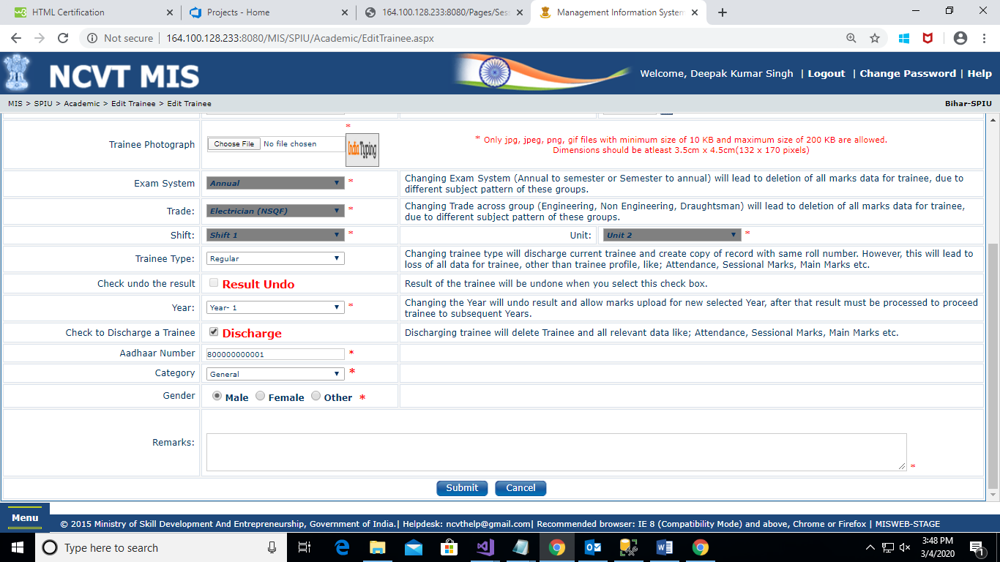 HTML Certification
Projects - Home
164.100.128.233:8080/Pages/Ses
Management Information System
Not secure | 164.100.128.233:8080/MIS/SPIU/Academic/EditTrainee.aspx
NCVT MIS
Welcome, Deepak Kumar Singh | Logout | Change Password | Help
MIS > SPIU > Academic > Edit Trainee > Edit Trainee
Bihar-SPIU
*
Trainee Photograph
Choose File No file chosen
India Typing
* Only jpg, jpeg, png, gif files with minimum size of 10 KB and maximum size of 200 KB are allowed.
Dimensions should be atleast 3.5cm x 4.5cm(132 x 170 pixels)
Exam System
Annual *
Changing Exam System (Annual to semester or Semester to annual) will lead to deletion of all marks data for trainee, due to
different subject pattern of these groups.
Trade:
Electrician (NSQF) *
Changing Trade across group (Engineering, Non Engineering, Draughtsman) will lead to deletion of all marks data for trainee,
due to different subject pattern of these groups.
Shift:
Shift 1 *
Unit:
Unit 2 *
Trainee Type:
Regular
Changing trainee type will discharge current trainee and create copy of record with same roll number. However, this will lead to
loss of all data for trainee, other than trainee profile, like; Attendance, Sessional Marks, Main Marks etc.
Check undo the result
Result Undo
Result of the trainee will be undone when you select this check box.
Year:
Year- 1 *
Changing the Year will undo result and allow marks upload for new selected Year, after that result must be processed to proceed
trainee to subsequent Years.
Check to Discharge a Trainee
Discharge
Discharging trainee will delete Trainee and all relevant data like; Attendance, Sessional Marks, Main Marks etc.
Aadhaar Number
800000000001 *
Category
General *
Gender
Male Female Other *
Remarks:
*
Submit Cancel
Menu
© 2015 Ministry of Skill Development And Entrepreneurship, Government of India.| Helpdesk: ncvthelp@gmail.com| Recommended browser: IE 8 (Compatibility Mode) and above, Chrome or Firefox | MISWEB-STAGE
Type here to search
3:48 PM
3/4/2020
1